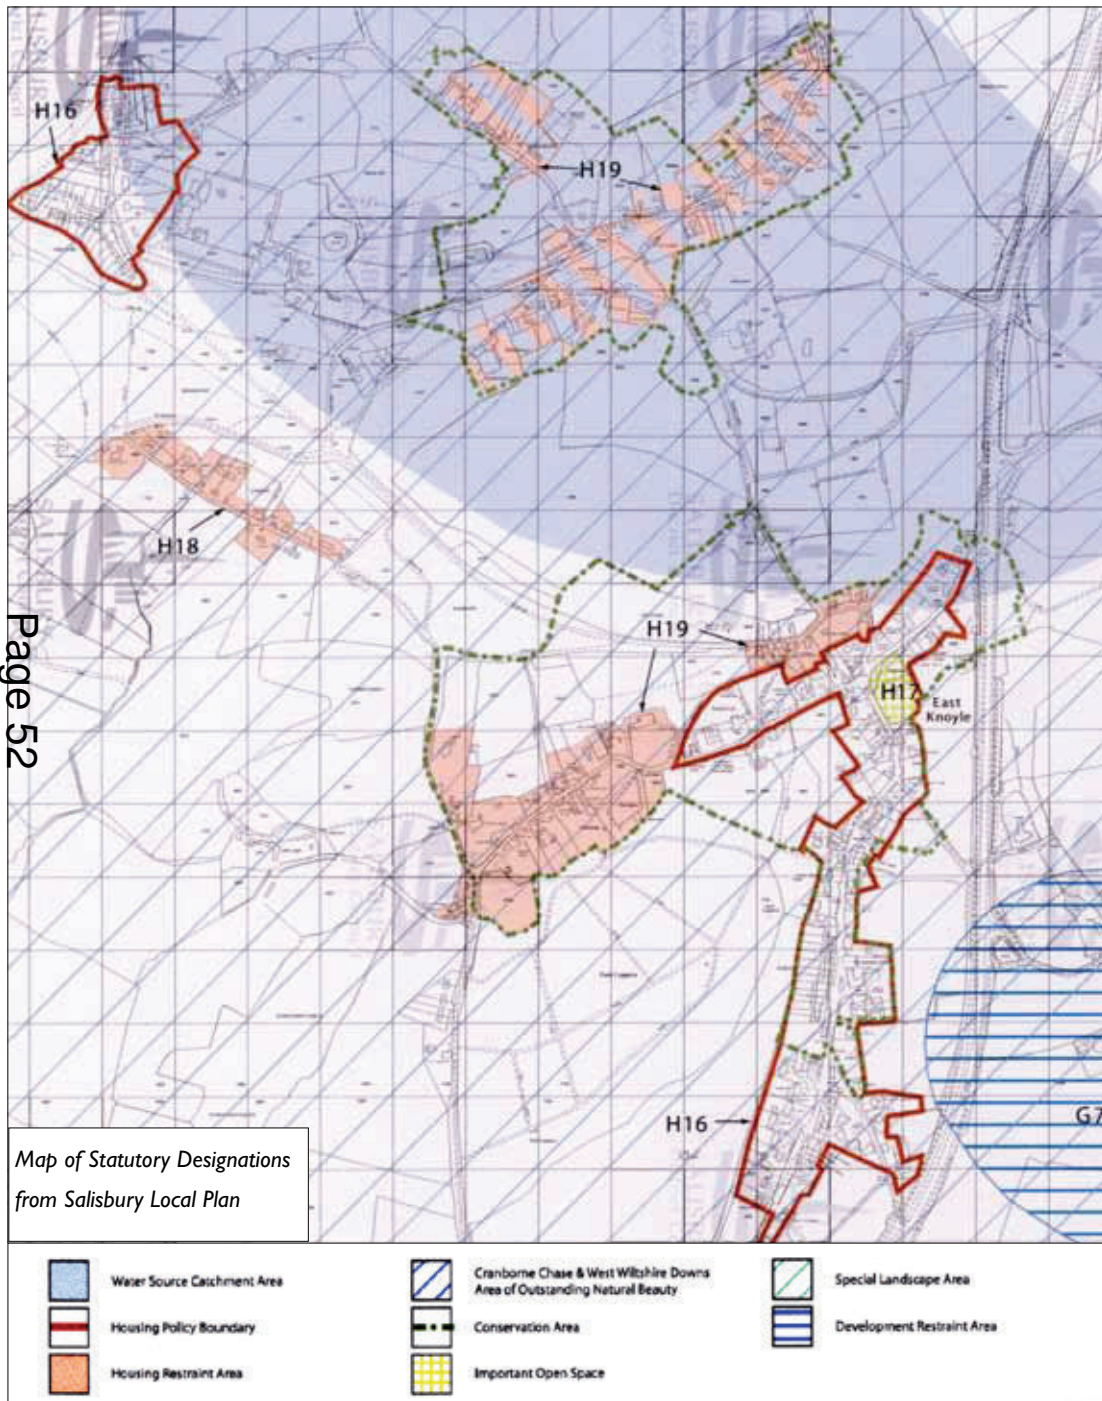 H16
H19
H18
H19
H17
East
Knoyle
Page 52
H16
G7
Map of Statutory Designations
from Salisbury Local Plan
Water Source Catchment Area
Housing Policy Boundary
Housing Restraint Area
Cranborne Chase & West Wiltshire Downs
Area of Outstanding Natural Beauty
Conservation Area
Important Open Space
Special Landscape Area
Development Restraint Area